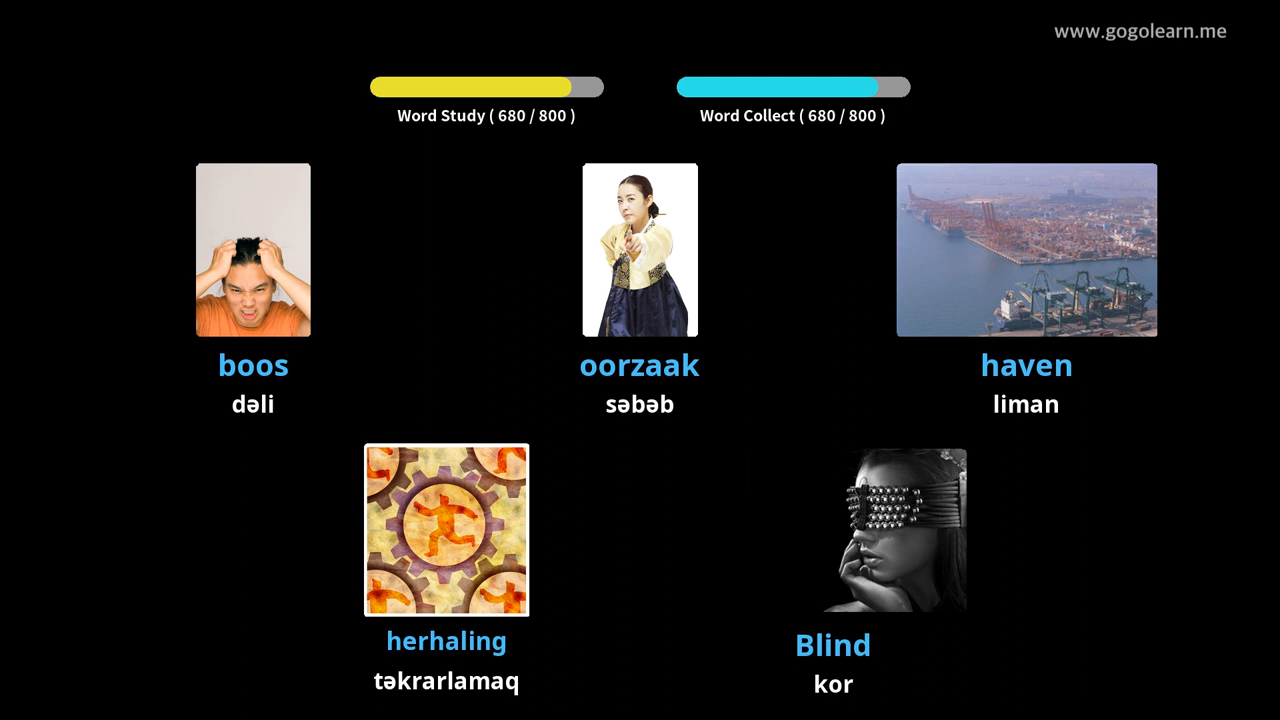 www.gogolearn.me
Word Study ( 680 / 800 )
Word Collect ( 680 / 800 )
boos
dəli
oorzaak
səbəb
haven
liman
herhaling
təkrarlamaq
Blind
kor